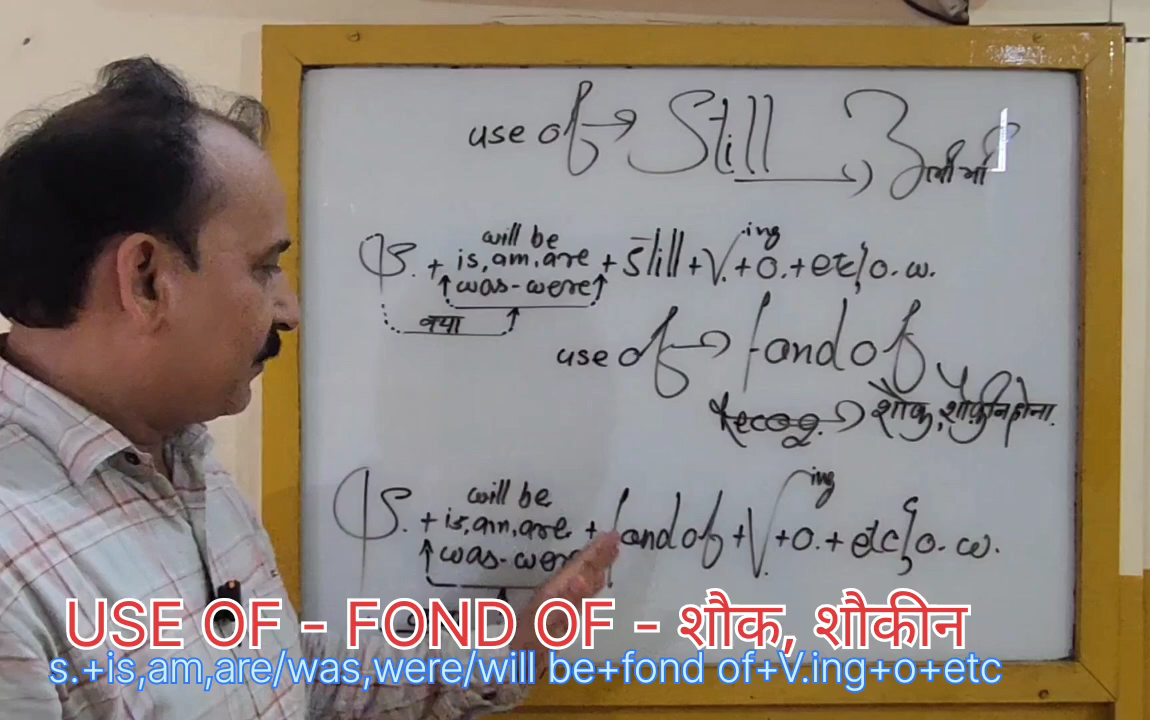 use of → Still
अभी भी
will be
ing
S. + is, am, are + still + V. + o. + etc / o. w.
was - were
क्या
use of → fond of
Recog. → शौक, शौक़ीन होना.
will be
ing
S. + is, am, are + fond of + V. + o. + etc / o. w.
was - were
USE OF - FOND OF - शौक, शौकीन
s.+is,am,are/was,were/will be+fond of+V.ing+o+etc